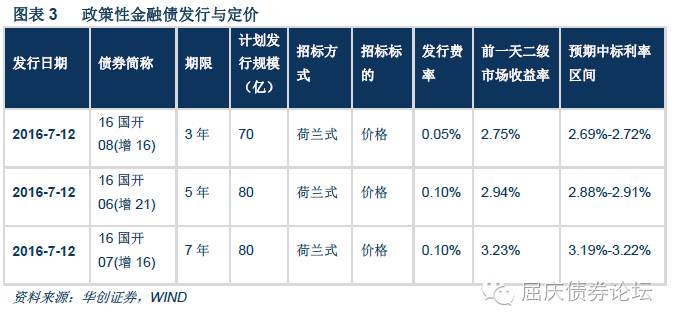 图表 3 政策性金融债发行与定价
发行日期 债券简称 期限 计划发行规模（亿） 招标方式 招标标的 发行费率 前一天二级市场收益率 预期中标利率区间
2016-7-12 16 国开08(增 16) 3 年 70 荷兰式 价格 0.05% 2.75% 2.69%-2.72%
2016-7-12 16 国开06(增 21) 5 年 80 荷兰式 价格 0.10% 2.94% 2.88%-2.91%
2016-7-12 16 国开07(增 16) 7 年 80 荷兰式 价格 0.10% 3.23% 3.19%-3.22%
资料来源：华创证券，WIND
屈庆债券论坛